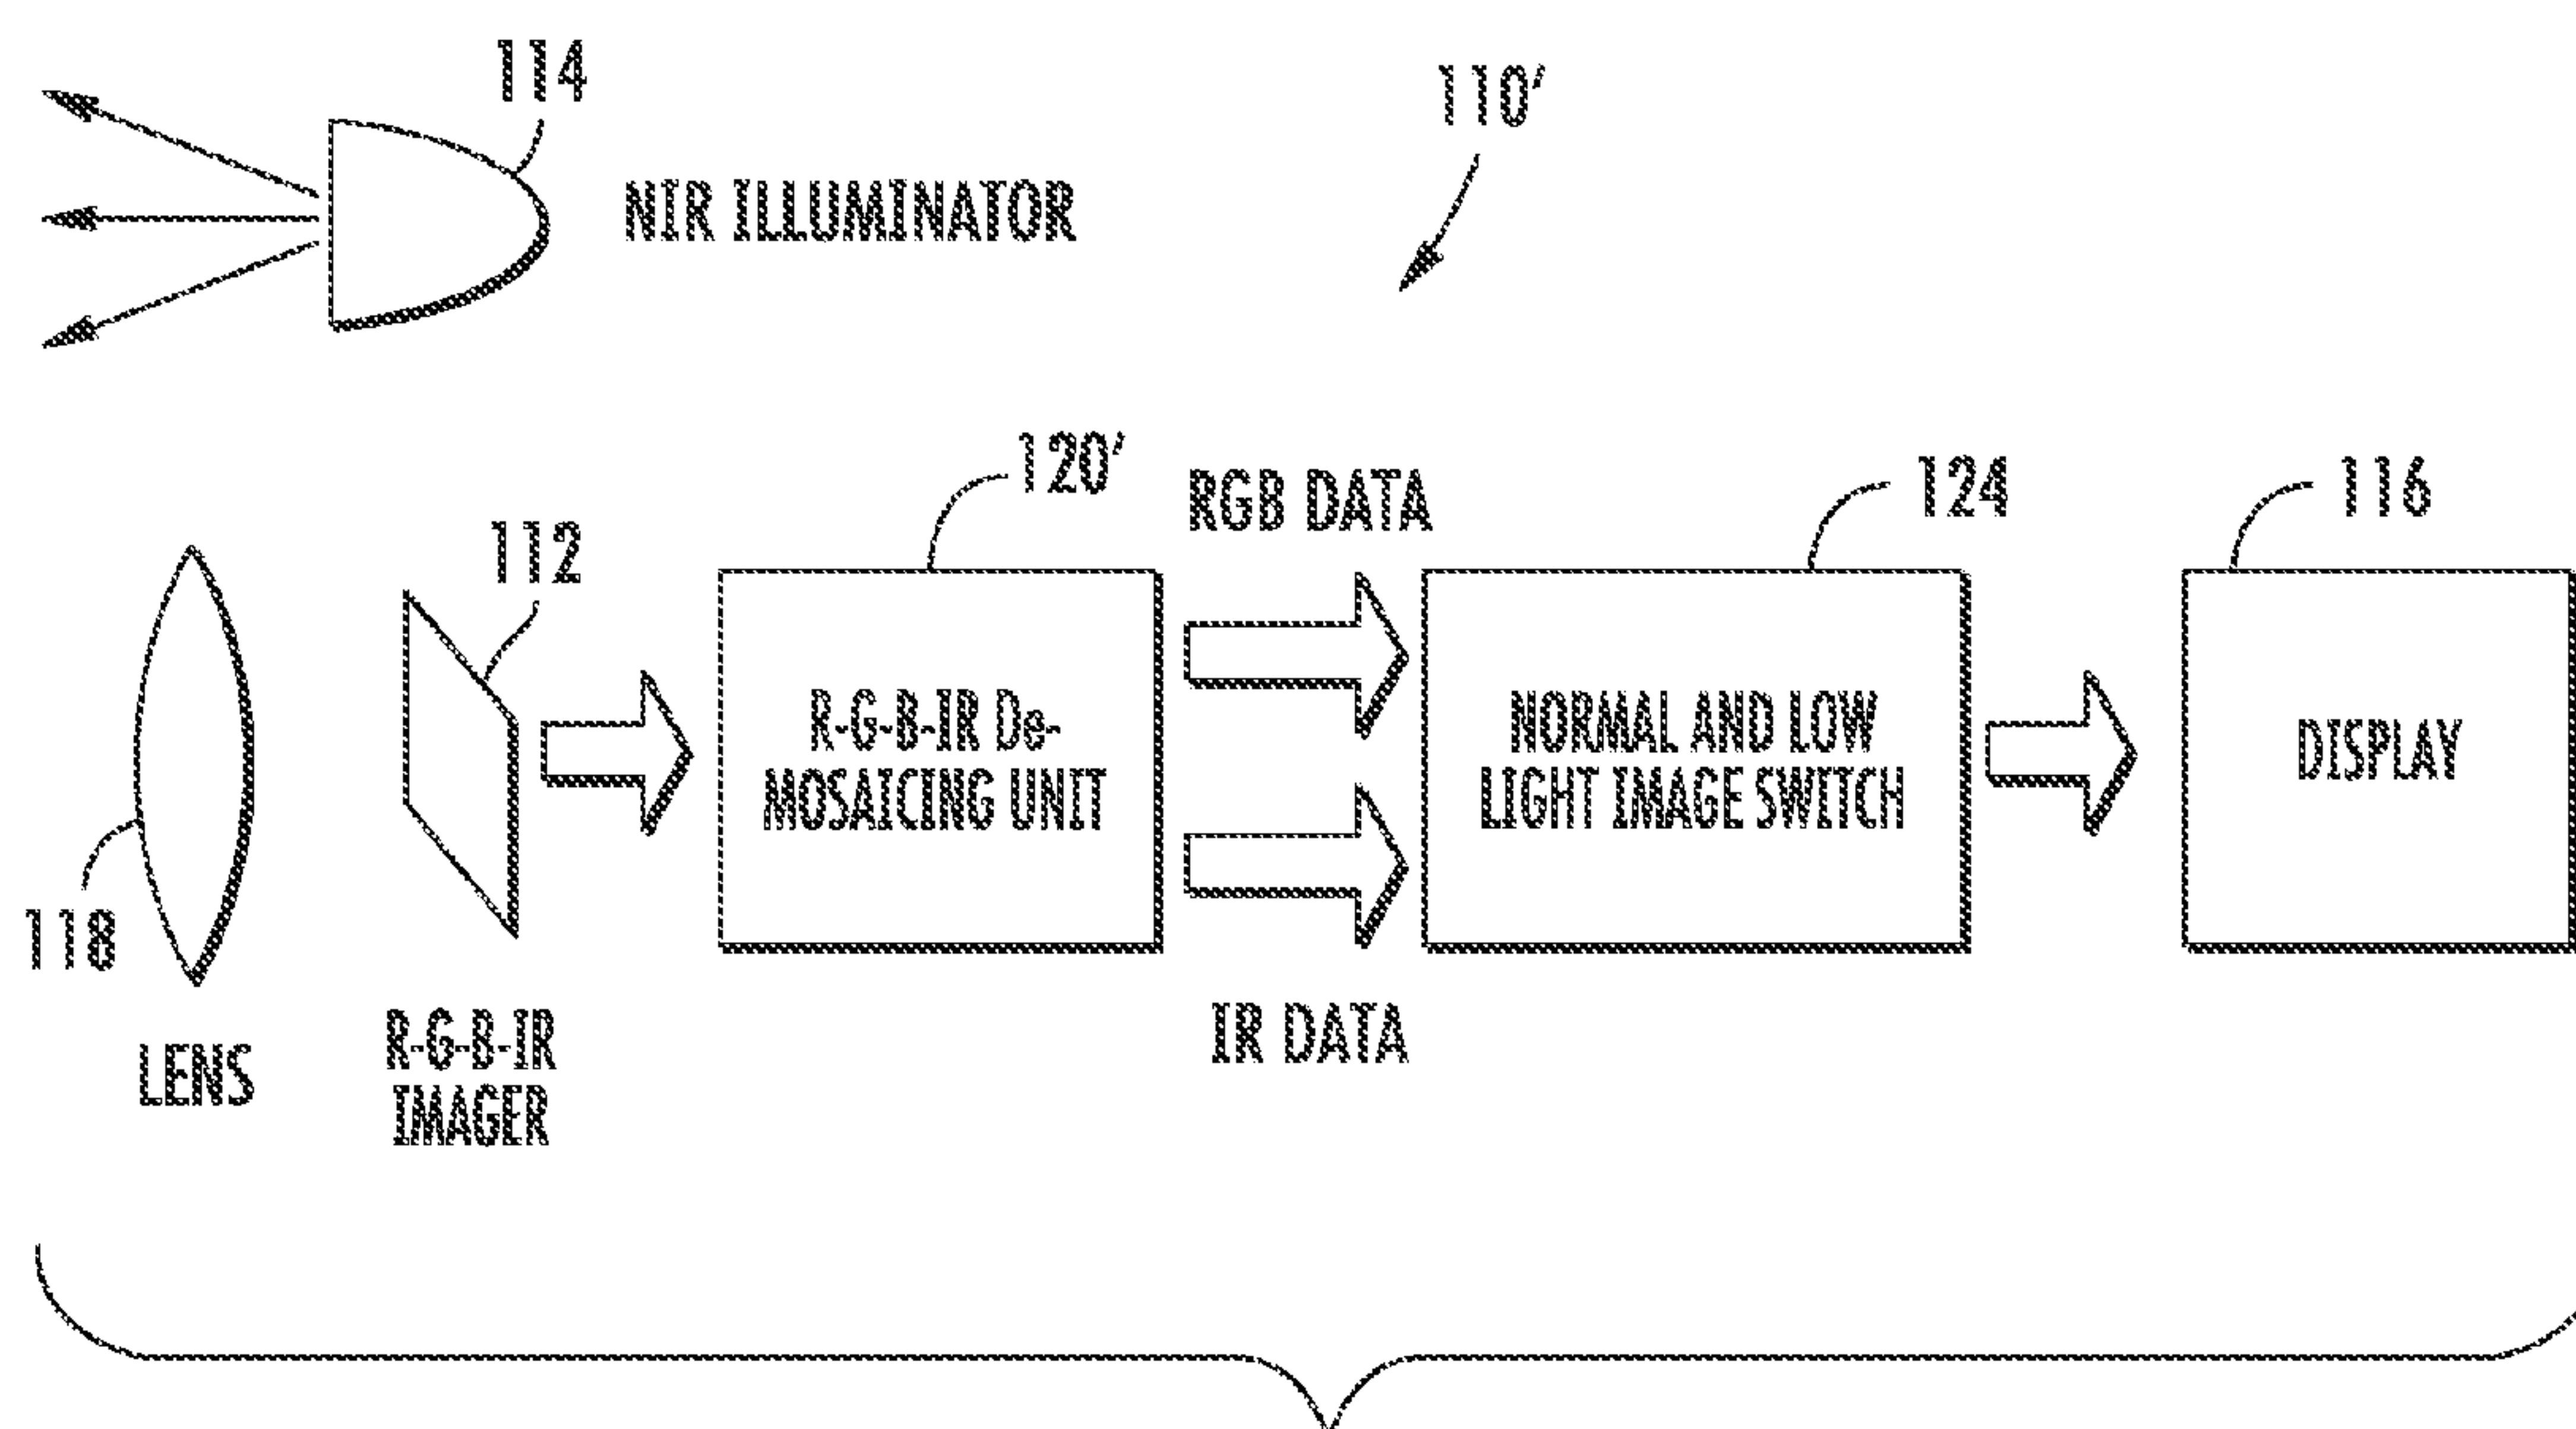 114
110'
NIR ILLUMINATOR
120'
RGB DATA
124
116
112
R-G-B-IR De-
MOSAICING UNIT
NORMAL AND LOW
LIGHT IMAGE SWITCH
DISPLAY
118
LENS
R-G-B-IR
IMAGER
IR DATA